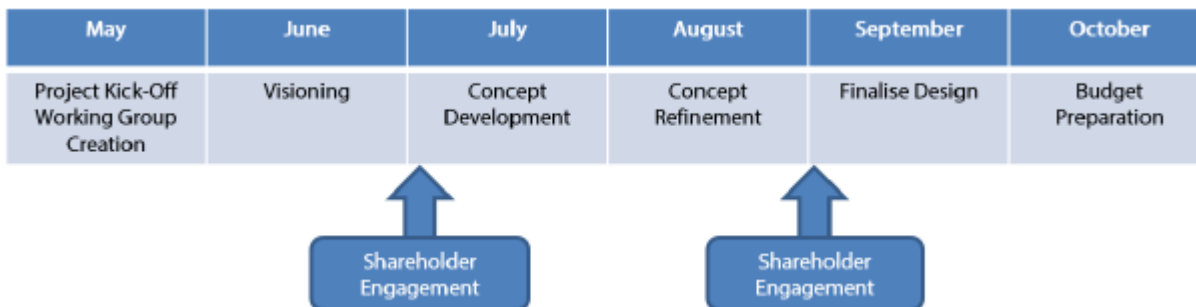 May June July August September October
Project Kick-Off
Working Group
Creation
Visioning
Concept
Development
Concept
Refinement
Finalise Design
Budget
Preparation
Shareholder
Engagement
Shareholder
Engagement